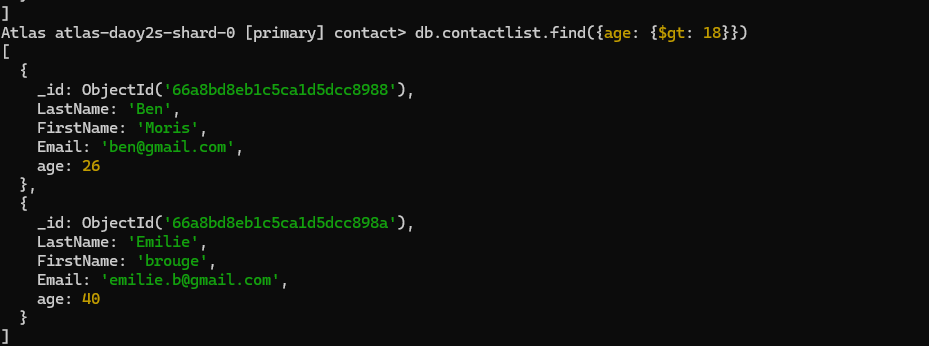 ]
Atlas atlas-daoy2s-shard-0 [primary] contact> db.contactlist.find({age: {$gt: 18}})
[
  {
    _id: ObjectId('66a8bd8eb1c5ca1d5dcc8988'),
    LastName: 'Ben',
    FirstName: 'Moris',
    Email: 'ben@gmail.com',
    age: 26
  },
  {
    _id: ObjectId('66a8bd8eb1c5ca1d5dcc898a'),
    LastName: 'Emilie',
    FirstName: 'brouge',
    Email: 'emilie.b@gmail.com',
    age: 40
  }
]